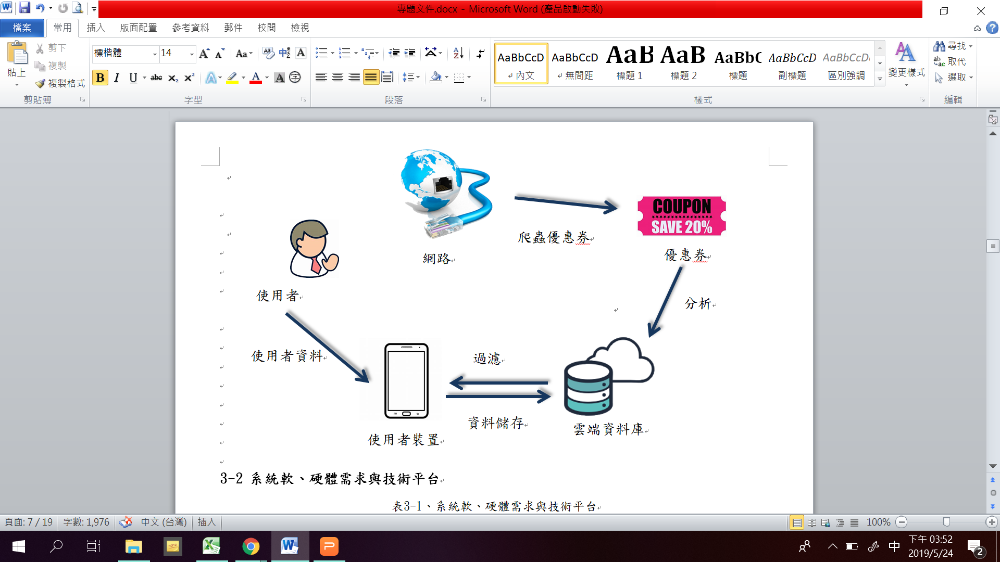 專題文件.docx - Microsoft Word (產品啟動失敗)
檔案 常用 插入 版面配置 參考資料 郵件 校閱 檢視
貼上 剪下 複製 複製格式 剪貼簿
標楷體 14 字型
段落
AaBbCcD AaBbCcD AaB AaB AaBbC AaBbCcD AaBbCcD
內文 無間距 標題 1 標題 2 標題 副標題 區別強調
樣式
變更樣式
尋找
取代
選取
編輯
COUPON
SAVE 20%
爬蟲優惠券
優惠券
網路
使用者
分析
使用者資料
過濾
資料儲存
雲端資料庫
使用者裝置
3-2 系統軟、硬體需求與技術平台
表3-1、系統軟、硬體需求與技術平台
頁面: 7 / 19 字數: 1,976 中文 (台灣) 插入 100%
中 下午 03:52
2019/5/24
2